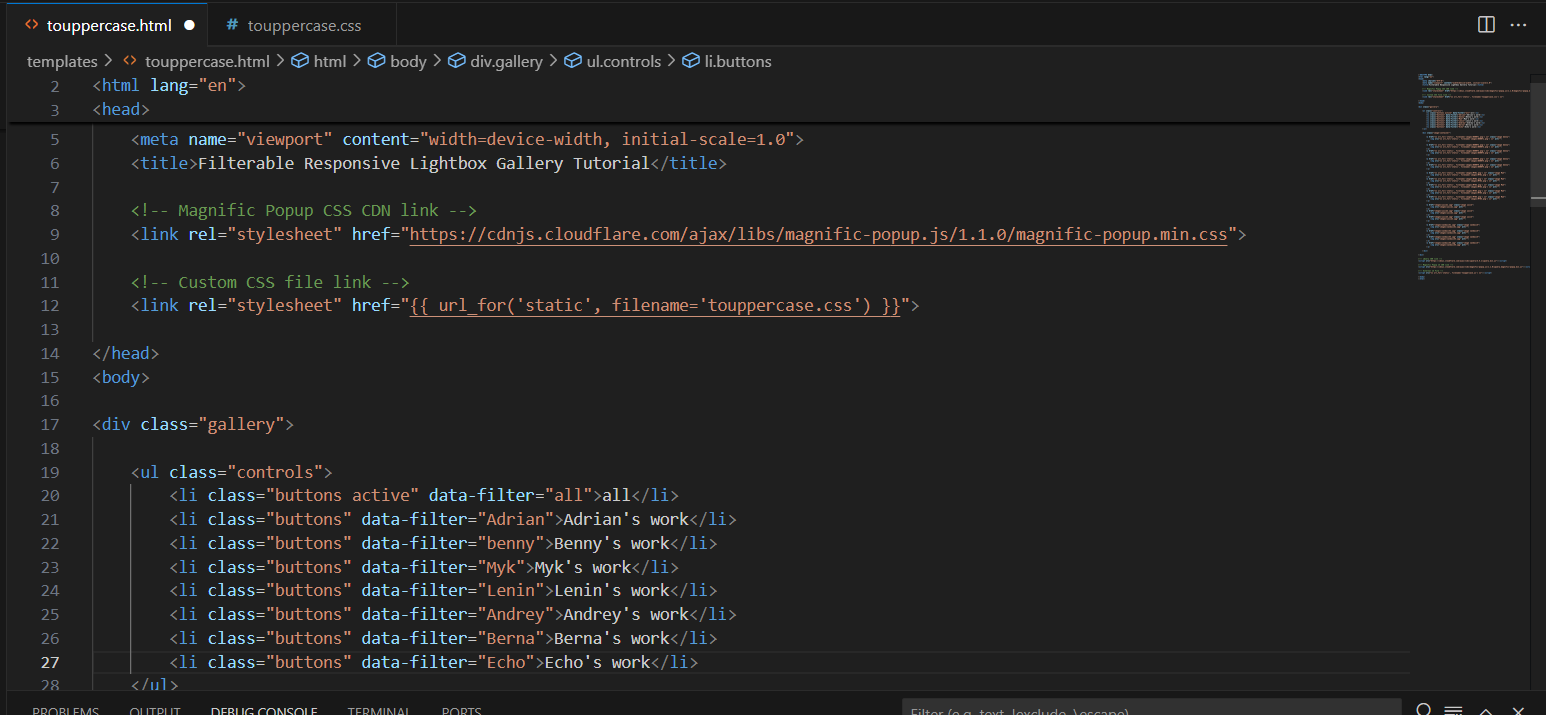 <> touppercase.html ● # touppercase.css
templates > <> touppercase.html > html > body > div.gallery > ul.controls > li.buttons
2 <html lang="en">
3 <head>
5 <meta name="viewport" content="width=device-width, initial-scale=1.0">
6 <title>Filterable Responsive Lightbox Gallery Tutorial</title>
7
8 <!-- Magnific Popup CSS CDN link -->
9 <link rel="stylesheet" href="https://cdnjs.cloudflare.com/ajax/libs/magnific-popup.js/1.1.0/magnific-popup.min.css">
10
11 <!-- Custom CSS file link -->
12 <link rel="stylesheet" href="{{ url_for('static', filename='touppercase.css') }}">
13
14 </head>
15 <body>
16
17 <div class="gallery">
18
19 <ul class="controls">
20 <li class="buttons active" data-filter="all">all</li>
21 <li class="buttons" data-filter="Adrian">Adrian's work</li>
22 <li class="buttons" data-filter="benny">Benny's work</li>
23 <li class="buttons" data-filter="Myk">Myk's work</li>
24 <li class="buttons" data-filter="Lenin">Lenin's work</li>
25 <li class="buttons" data-filter="Andrey">Andrey's work</li>
26 <li class="buttons" data-filter="Berna">Berna's work</li>
27 <li class="buttons" data-filter="Echo">Echo's work</li>
28 </ul>
PROBLEMS OUTPUT DEBUG CONSOLE TERMINAL PORTS Filter (e.g. text, !exclude, \escape)